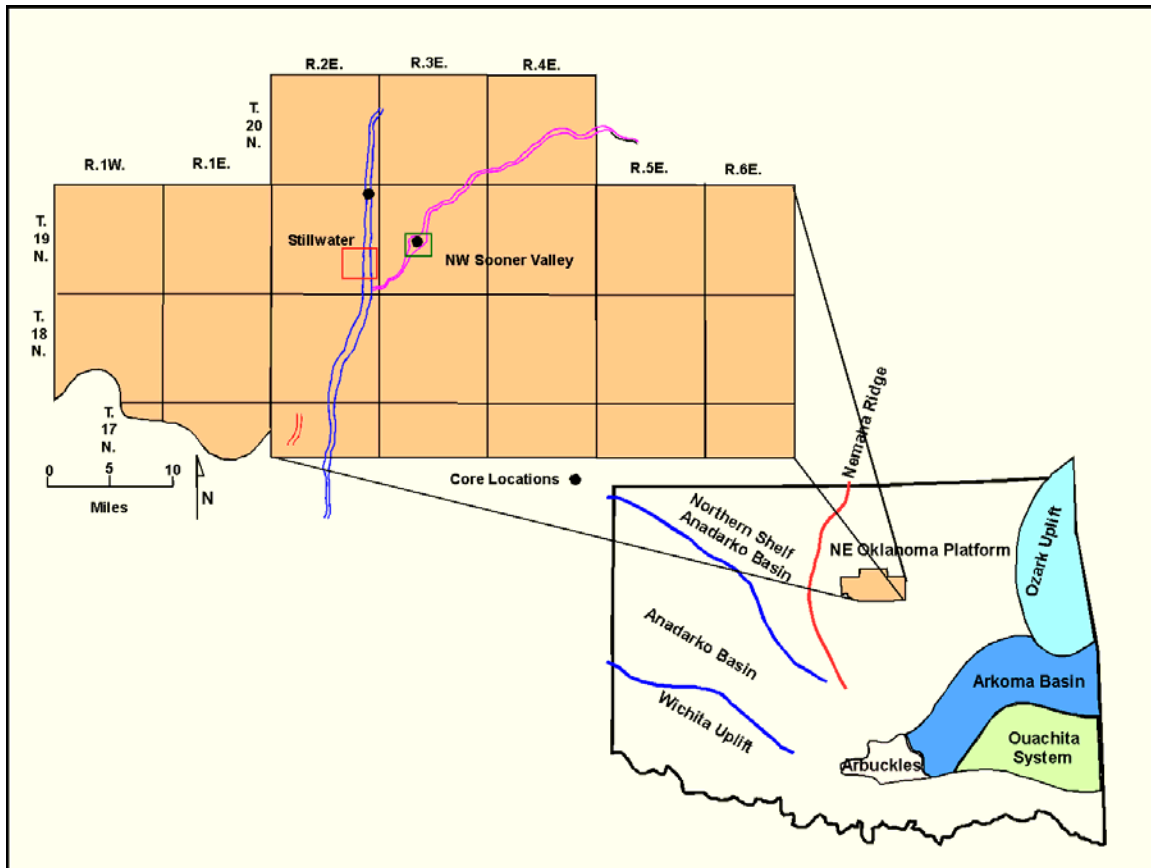 R.2E.
R.3E.
R.4E.
T.
20
N.
R.1W.
R.1E.
R.5E.
R.6E.
T.
19
N.
Stillwater
NW Sooner Valley
T.
18
N.
T.
17
N.
0
5
10
Miles
N
Core Locations
Nemaha Ridge
Northern Shelf
Anadarko Basin
NE Oklahoma Platform
Ozark Uplift
Anadarko Basin
Wichita Uplift
Arkoma Basin
Ouachita
System
Arbuckles